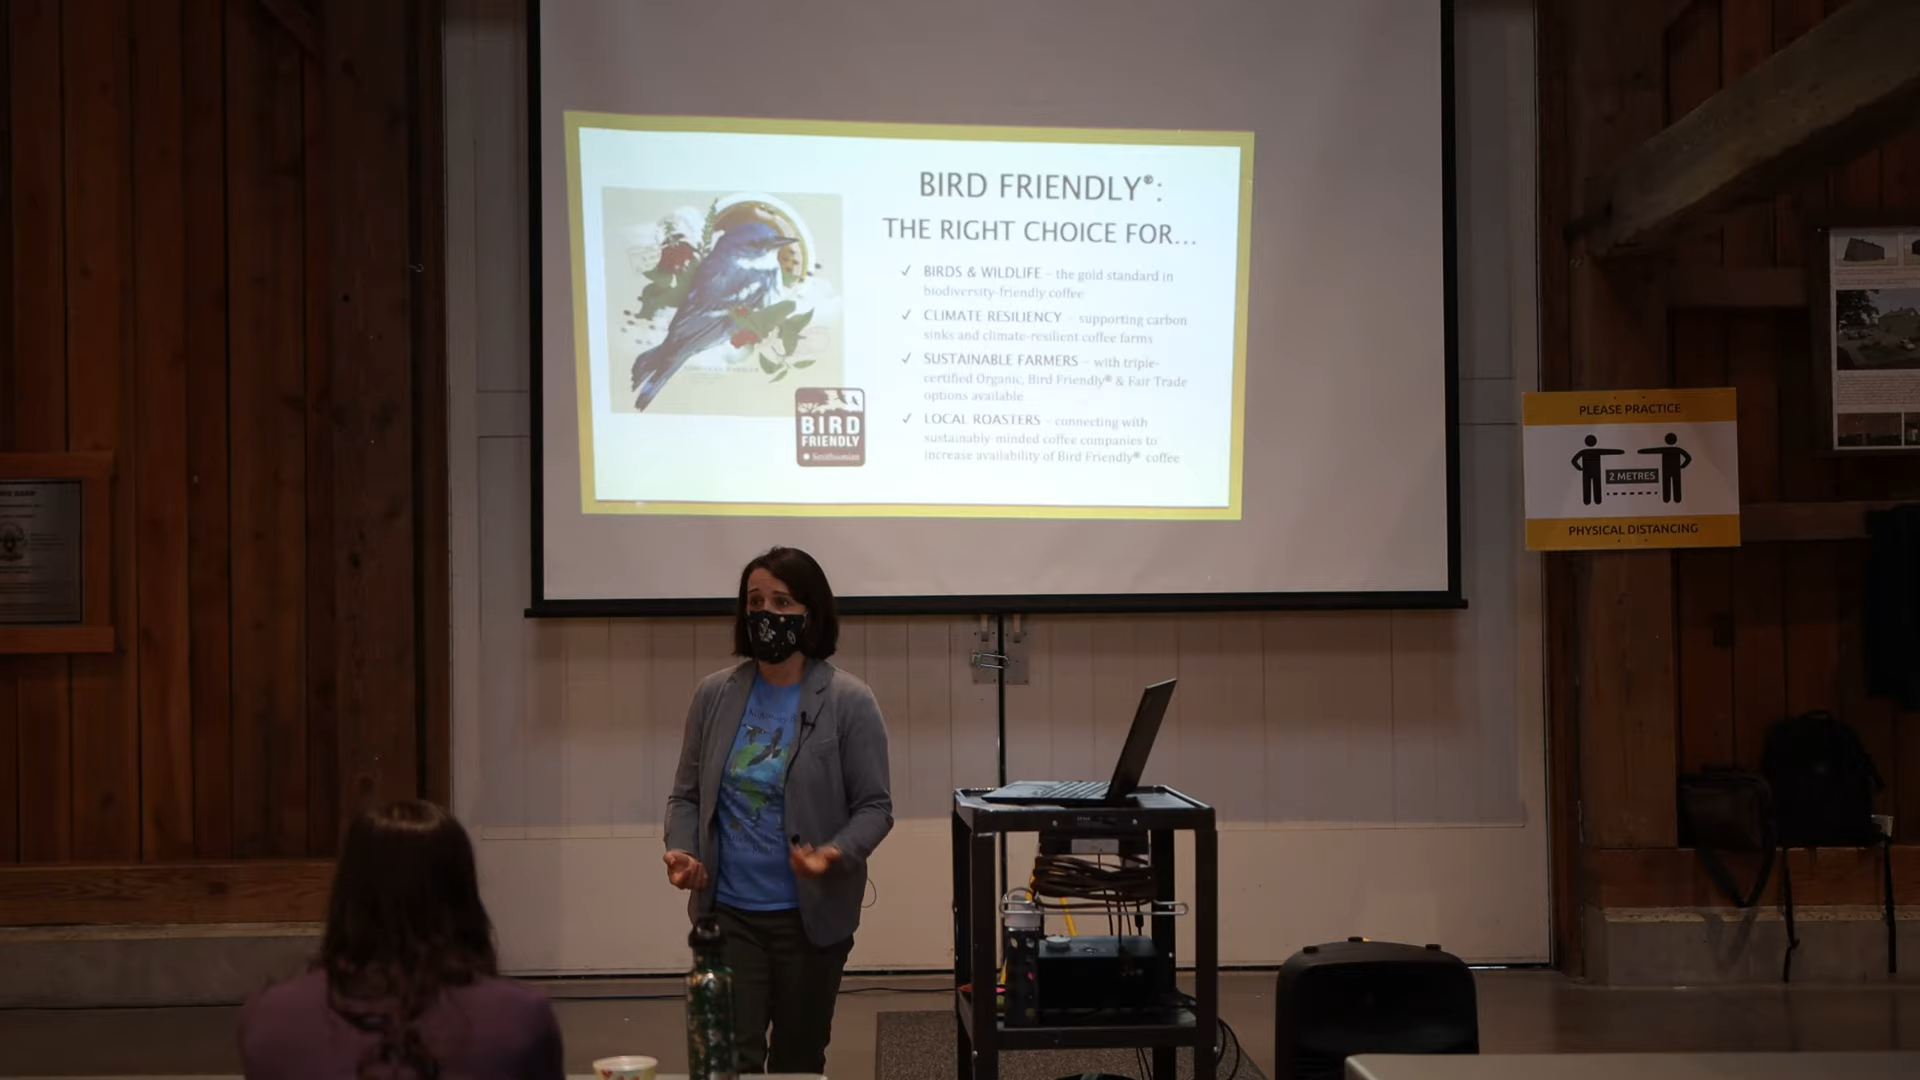 BIRD FRIENDLY®:
THE RIGHT CHOICE FOR...
✓ BIRDS & WILDLIFE – the gold standard in
biodiversity-friendly coffee
✓ CLIMATE RESILIENCY – supporting carbon
sinks and climate-resilient coffee farms
✓ SUSTAINABLE FARMERS – with triple-
certified Organic, Bird Friendly® & Fair Trade
options available
✓ LOCAL ROASTERS – connecting with
sustainably-minded coffee companies to
increase availability of Bird Friendly® coffee
BIRD
FRIENDLY
Smithsonian
PLEASE PRACTICE
2 METRES
PHYSICAL DISTANCING